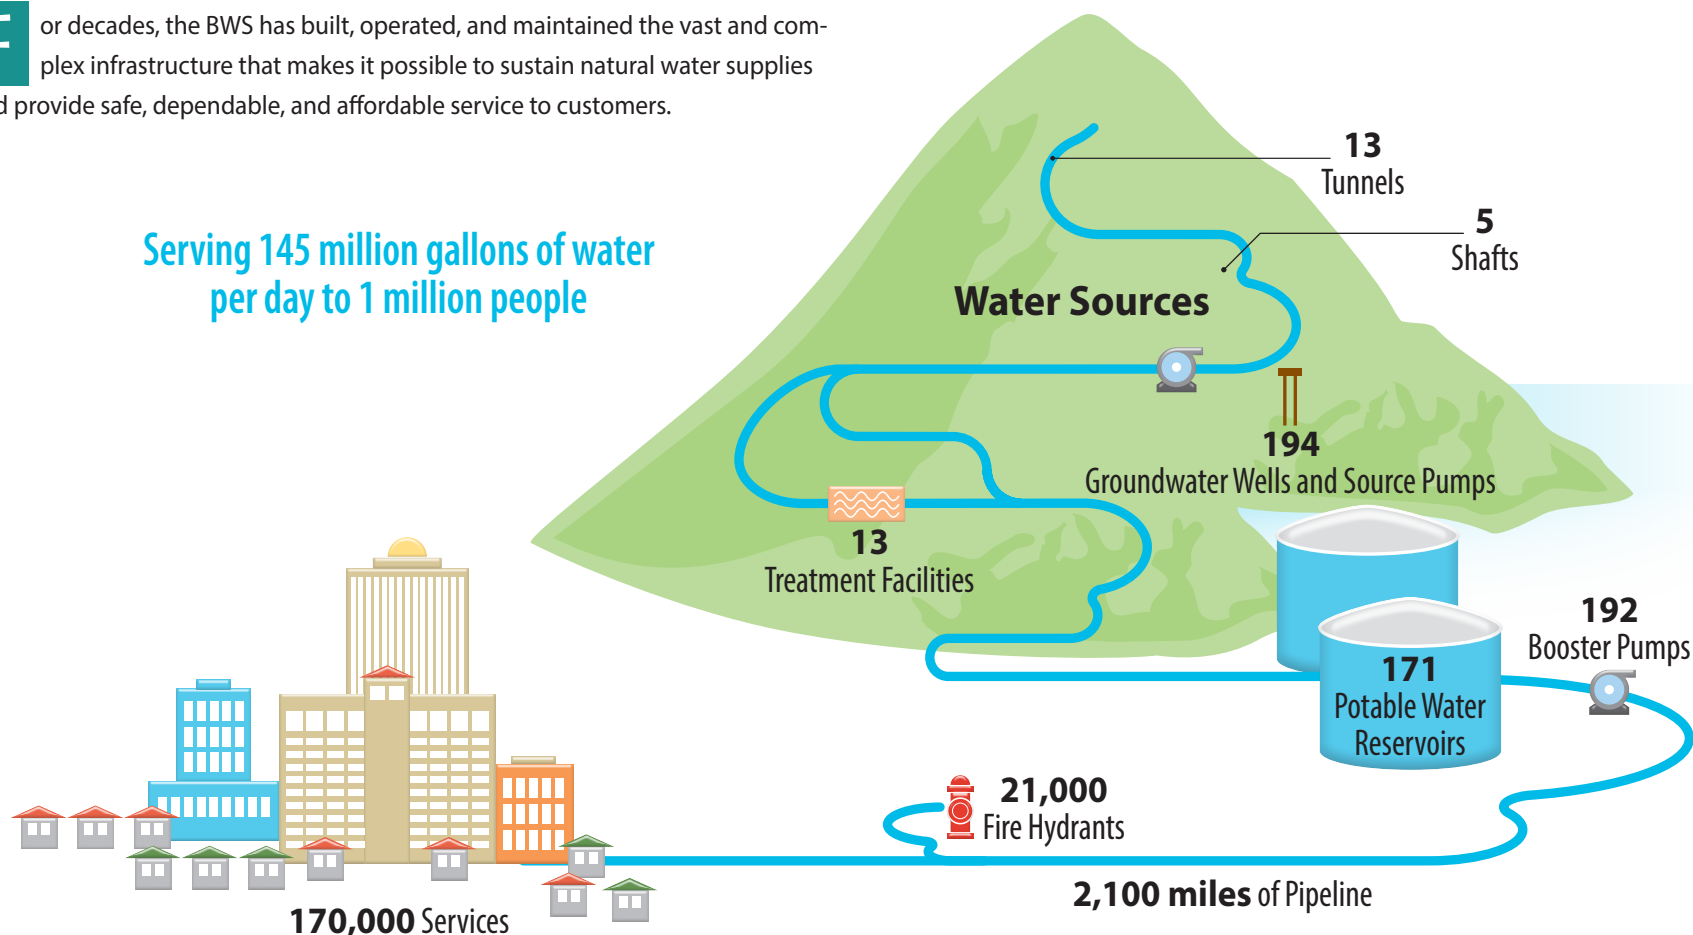 or decades, the BWS has built, operated, and maintained the vast and com-
plex infrastructure that makes it possible to sustain natural water supplies
provide safe, dependable, and affordable service to customers.
Serving 145 million gallons of water
per day to 1 million people
13
Tunnels
5
Shafts
Water Sources
194
Groundwater Wells and Source Pumps
13
Treatment Facilities
192
Booster Pumps
171
Potable Water
Reservoirs
21,000
Fire Hydrants
2,100 miles of Pipeline
170,000 Services